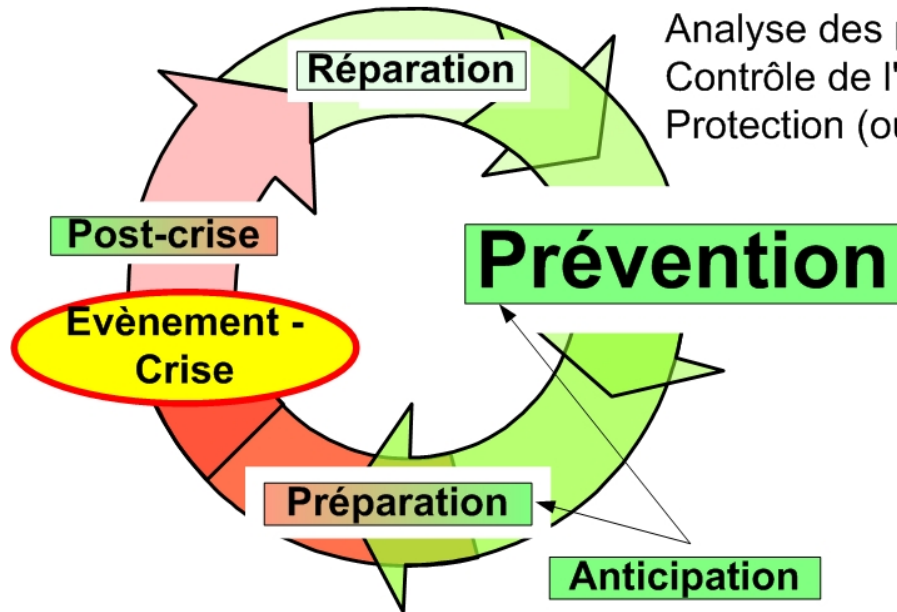 Analyse des
Contrôle de l'
Protection (ou
Réparation
Post-crise
Prévention
Evènement -
Crise
Préparation
Anticipation